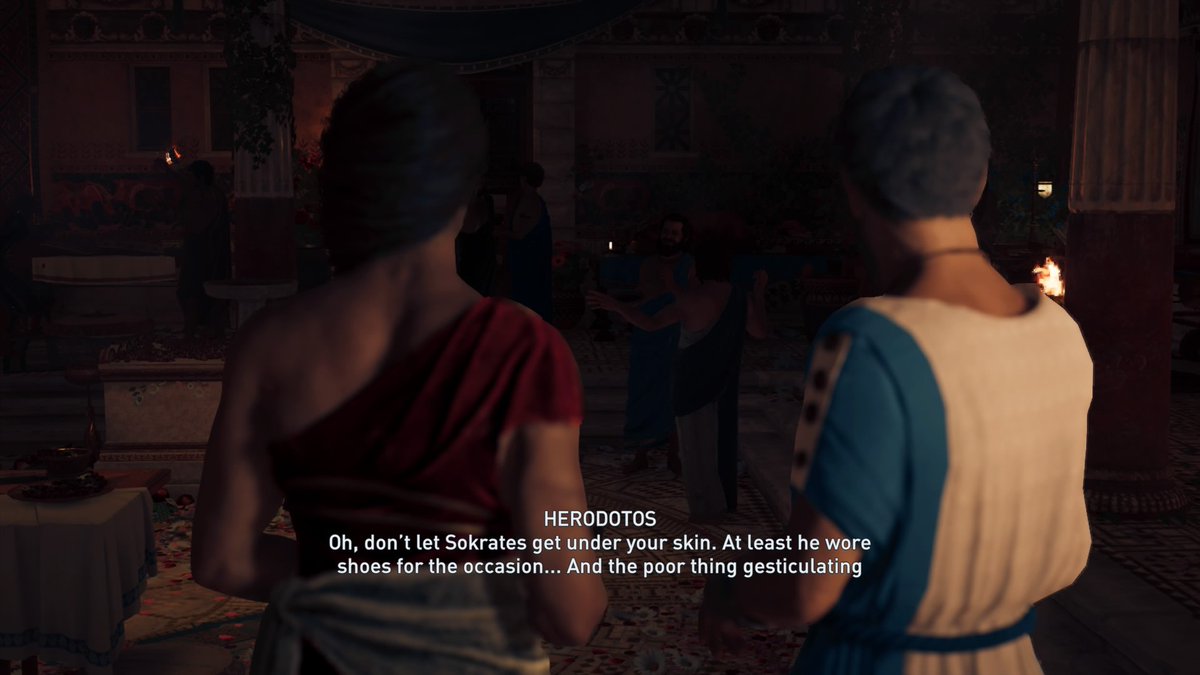 HERODOTOS
Oh, don't let Sokrates get under your skin. At least he wore
shoes for the occasion... And the poor thing gesticulating